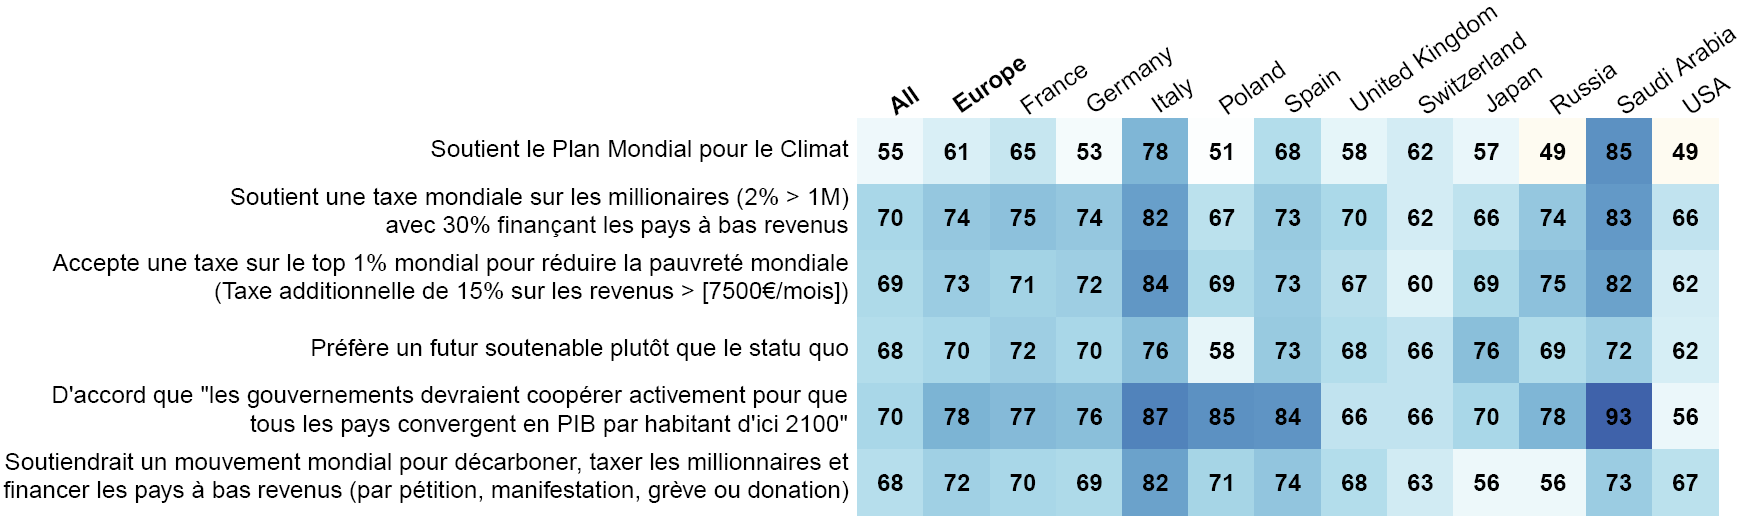 All Europe France Germany Italy Poland Spain United Kingdom Switzerland Japan Russia Saudi Arabia USA
Soutient le Plan Mondial pour le Climat 55 61 65 53 78 51 68 58 62 57 49 85 49
Soutient une taxe mondiale sur les millionaires (2% > 1M)
avec 30% finançant les pays à bas revenus 70 74 75 74 82 67 73 70 62 66 74 83 66
Accepte une taxe sur le top 1% mondial pour réduire la pauvreté mondiale
(Taxe additionnelle de 15% sur les revenus > [7500€/mois]) 69 73 71 72 84 69 73 67 60 69 75 82 62
Préfère un futur soutenable plutôt que le statu quo 68 70 72 70 76 58 73 68 66 76 69 72 62
D'accord que "les gouvernements devraient coopérer activement pour que
tous les pays convergent en PIB par habitant d'ici 2100" 70 78 77 76 87 85 84 66 66 70 78 93 56
Soutiendrait un mouvement mondial pour décarboner, taxer les millionnaires et
financer les pays à bas revenus (par pétition, manifestation, grève ou donation) 68 72 70 69 82 71 74 68 63 56 56 73 67